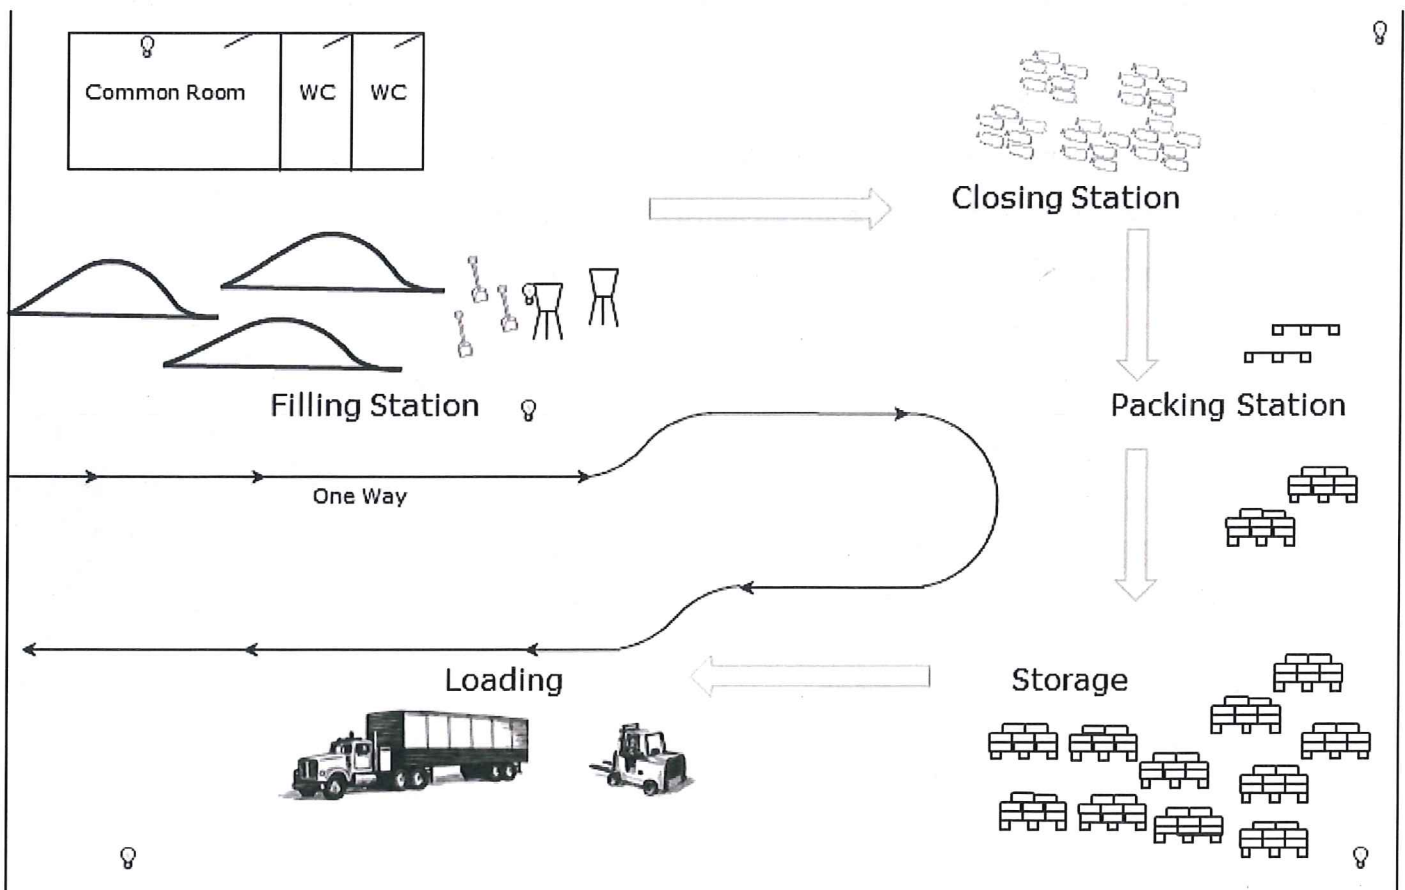 Common Room
WC
WC
Closing Station
Filling Station
Packing Station
One Way
Loading
Storage